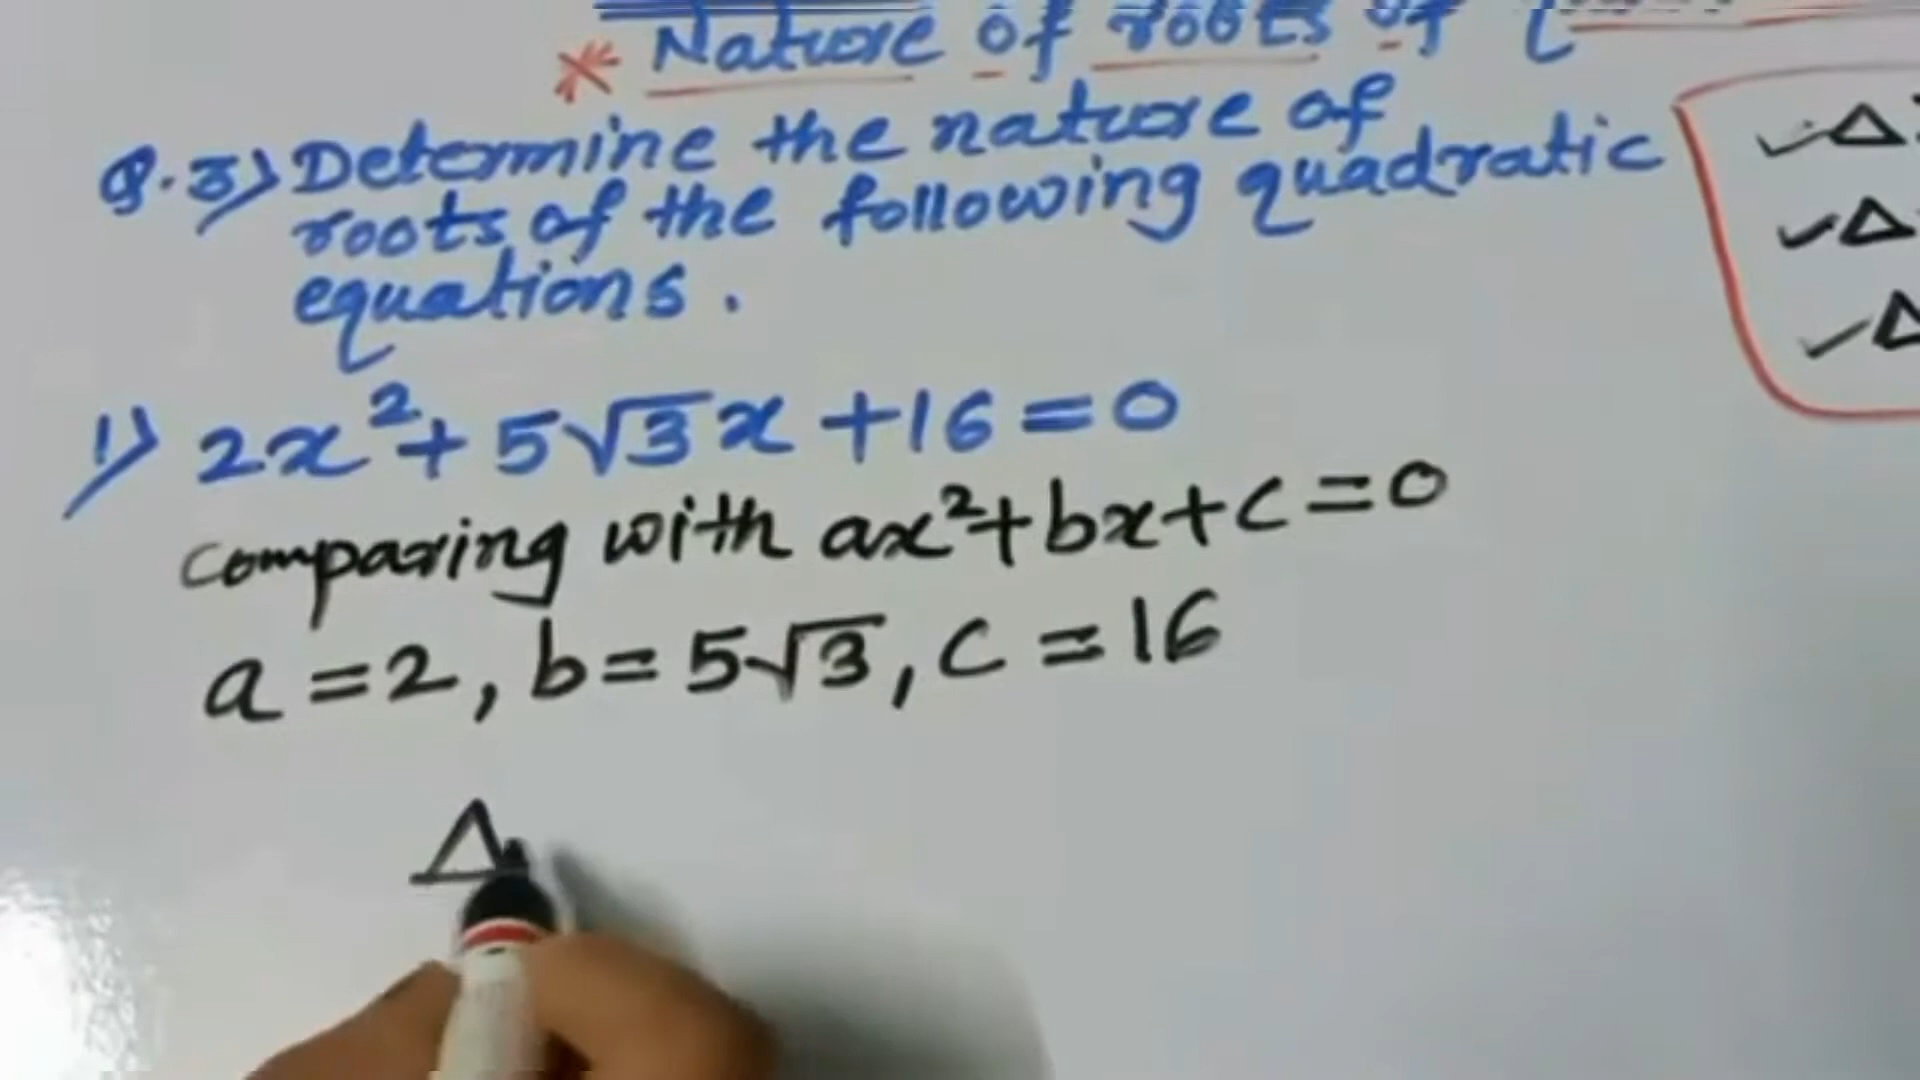 * Nature of roots of
Q.3) Determine the nature of
roots of the following quadratic
equations.
1) 2x²+5√3x+16=0
comparing with ax²+bx+c=0
a=2, b=5√3, c=16
Δ
✓Δ
✓Δ
✓Δ